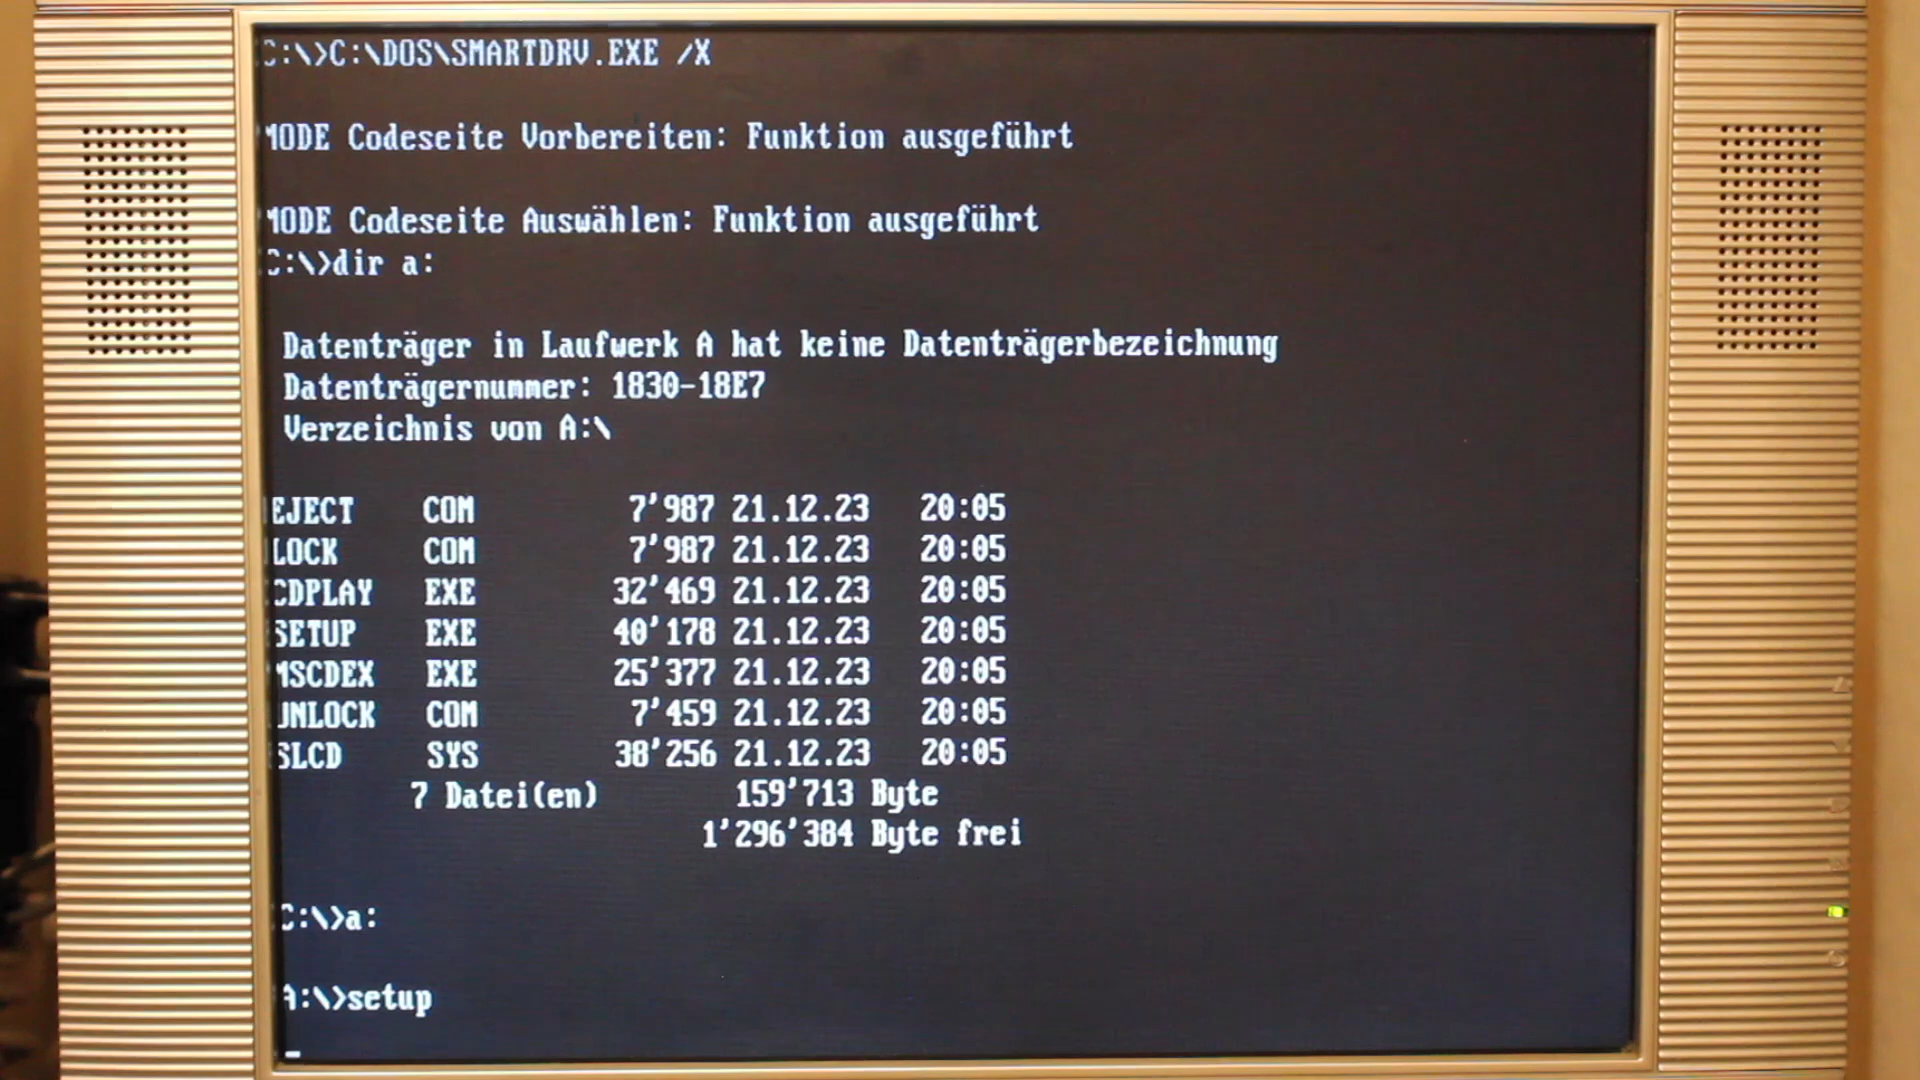 C:\>C:\DOS\SMARTDRV.EXE /X
MODE Codeseite Vorbereiten: Funktion ausgeführt
MODE Codeseite Auswählen: Funktion ausgeführt
C:\>dir a:
Datenträger in Laufwerk A hat keine Datenträgerbezeichnung
Datenträgernummer: 1830-18E7
Verzeichnis von A:\
EJECT COM 7'987 21.12.23 20:05
LOCK COM 7'987 21.12.23 20:05
CDPLAY EXE 32'469 21.12.23 20:05
SETUP EXE 40'178 21.12.23 20:05
MSCDEX EXE 25'377 21.12.23 20:05
UNLOCK COM 7'459 21.12.23 20:05
SLCD SYS 38'256 21.12.23 20:05
7 Datei(en) 159'713 Byte
1'296'384 Byte frei
C:\>a:
A:\>setup